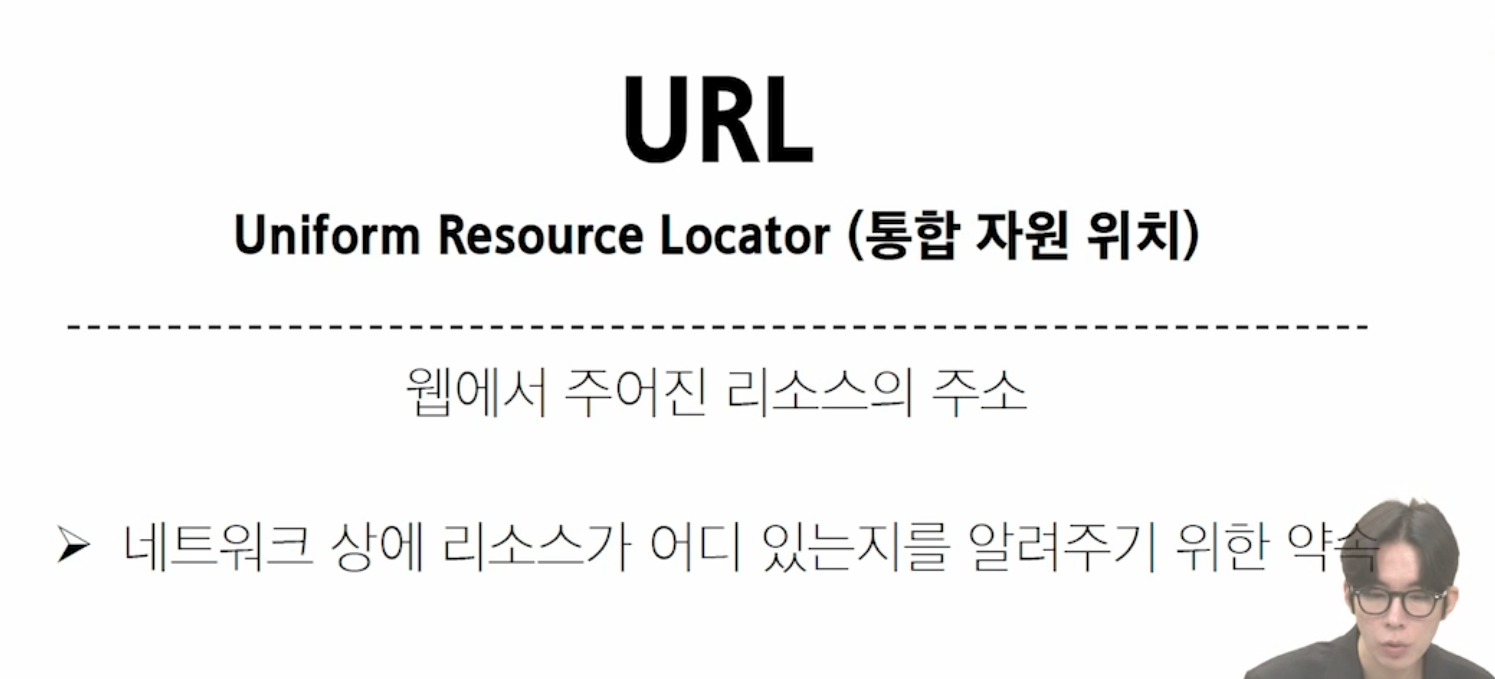 URL
Uniform Resource Locator (통합 자원 위치)
웹에서 주어진 리소스의 주소
➢ 네트워크 상에 리소스가 어디 있는지를 알려주기 위한 약속